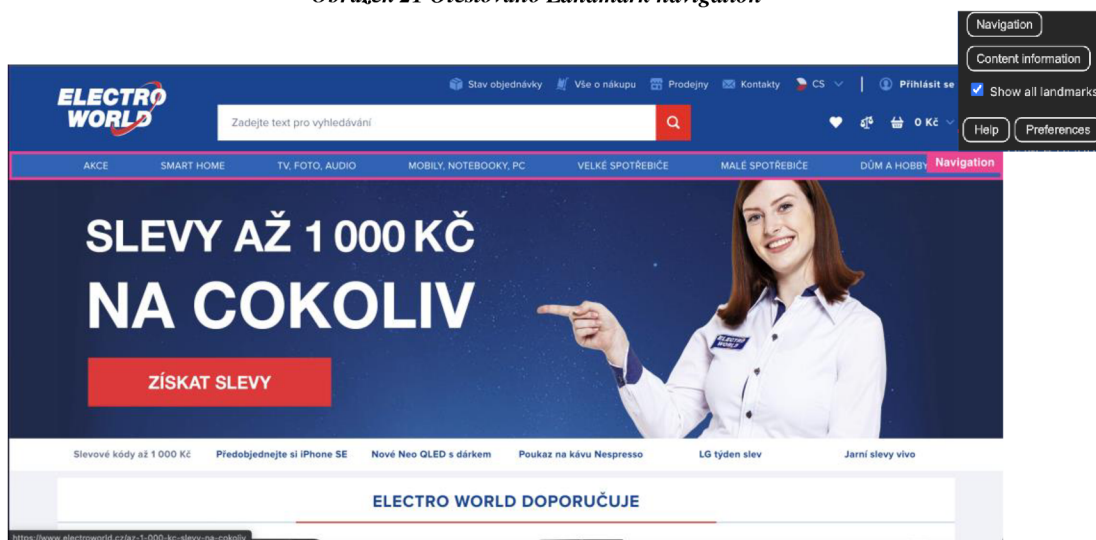 Obrázek 21 Otestováno Landmark navigation
Navigation
Content information
Show all landmarks
Help Preferences
Stav objednávky Vše o nákupu Prodejny Kontakty CS Přihlásit se
ELECTRO
WORLD
Zadejte text pro vyhledávání
0 Kč
AKCE SMART HOME TV, FOTO, AUDIO MOBILY, NOTEBOOKY, PC VELKÉ SPOTŘEBIČE MALÉ SPOTŘEBIČE DŮM A HOBBY Navigation
SLEVY AŽ 1 000 KČ
NA COKOLIV
ELECTRO
WORLD
ZÍSKAT SLEVY
Slevové kódy až 1 000 Kč Předobjednejte si iPhone SE Nové Neo QLED s dárkem Poukaz na kávu Nespresso LG týden slev Jarní slevy vivo
ELECTRO WORLD DOPORUČUJE
https://www.electroworld.cz/az-1-000-kc-slevy-na-cokoliv